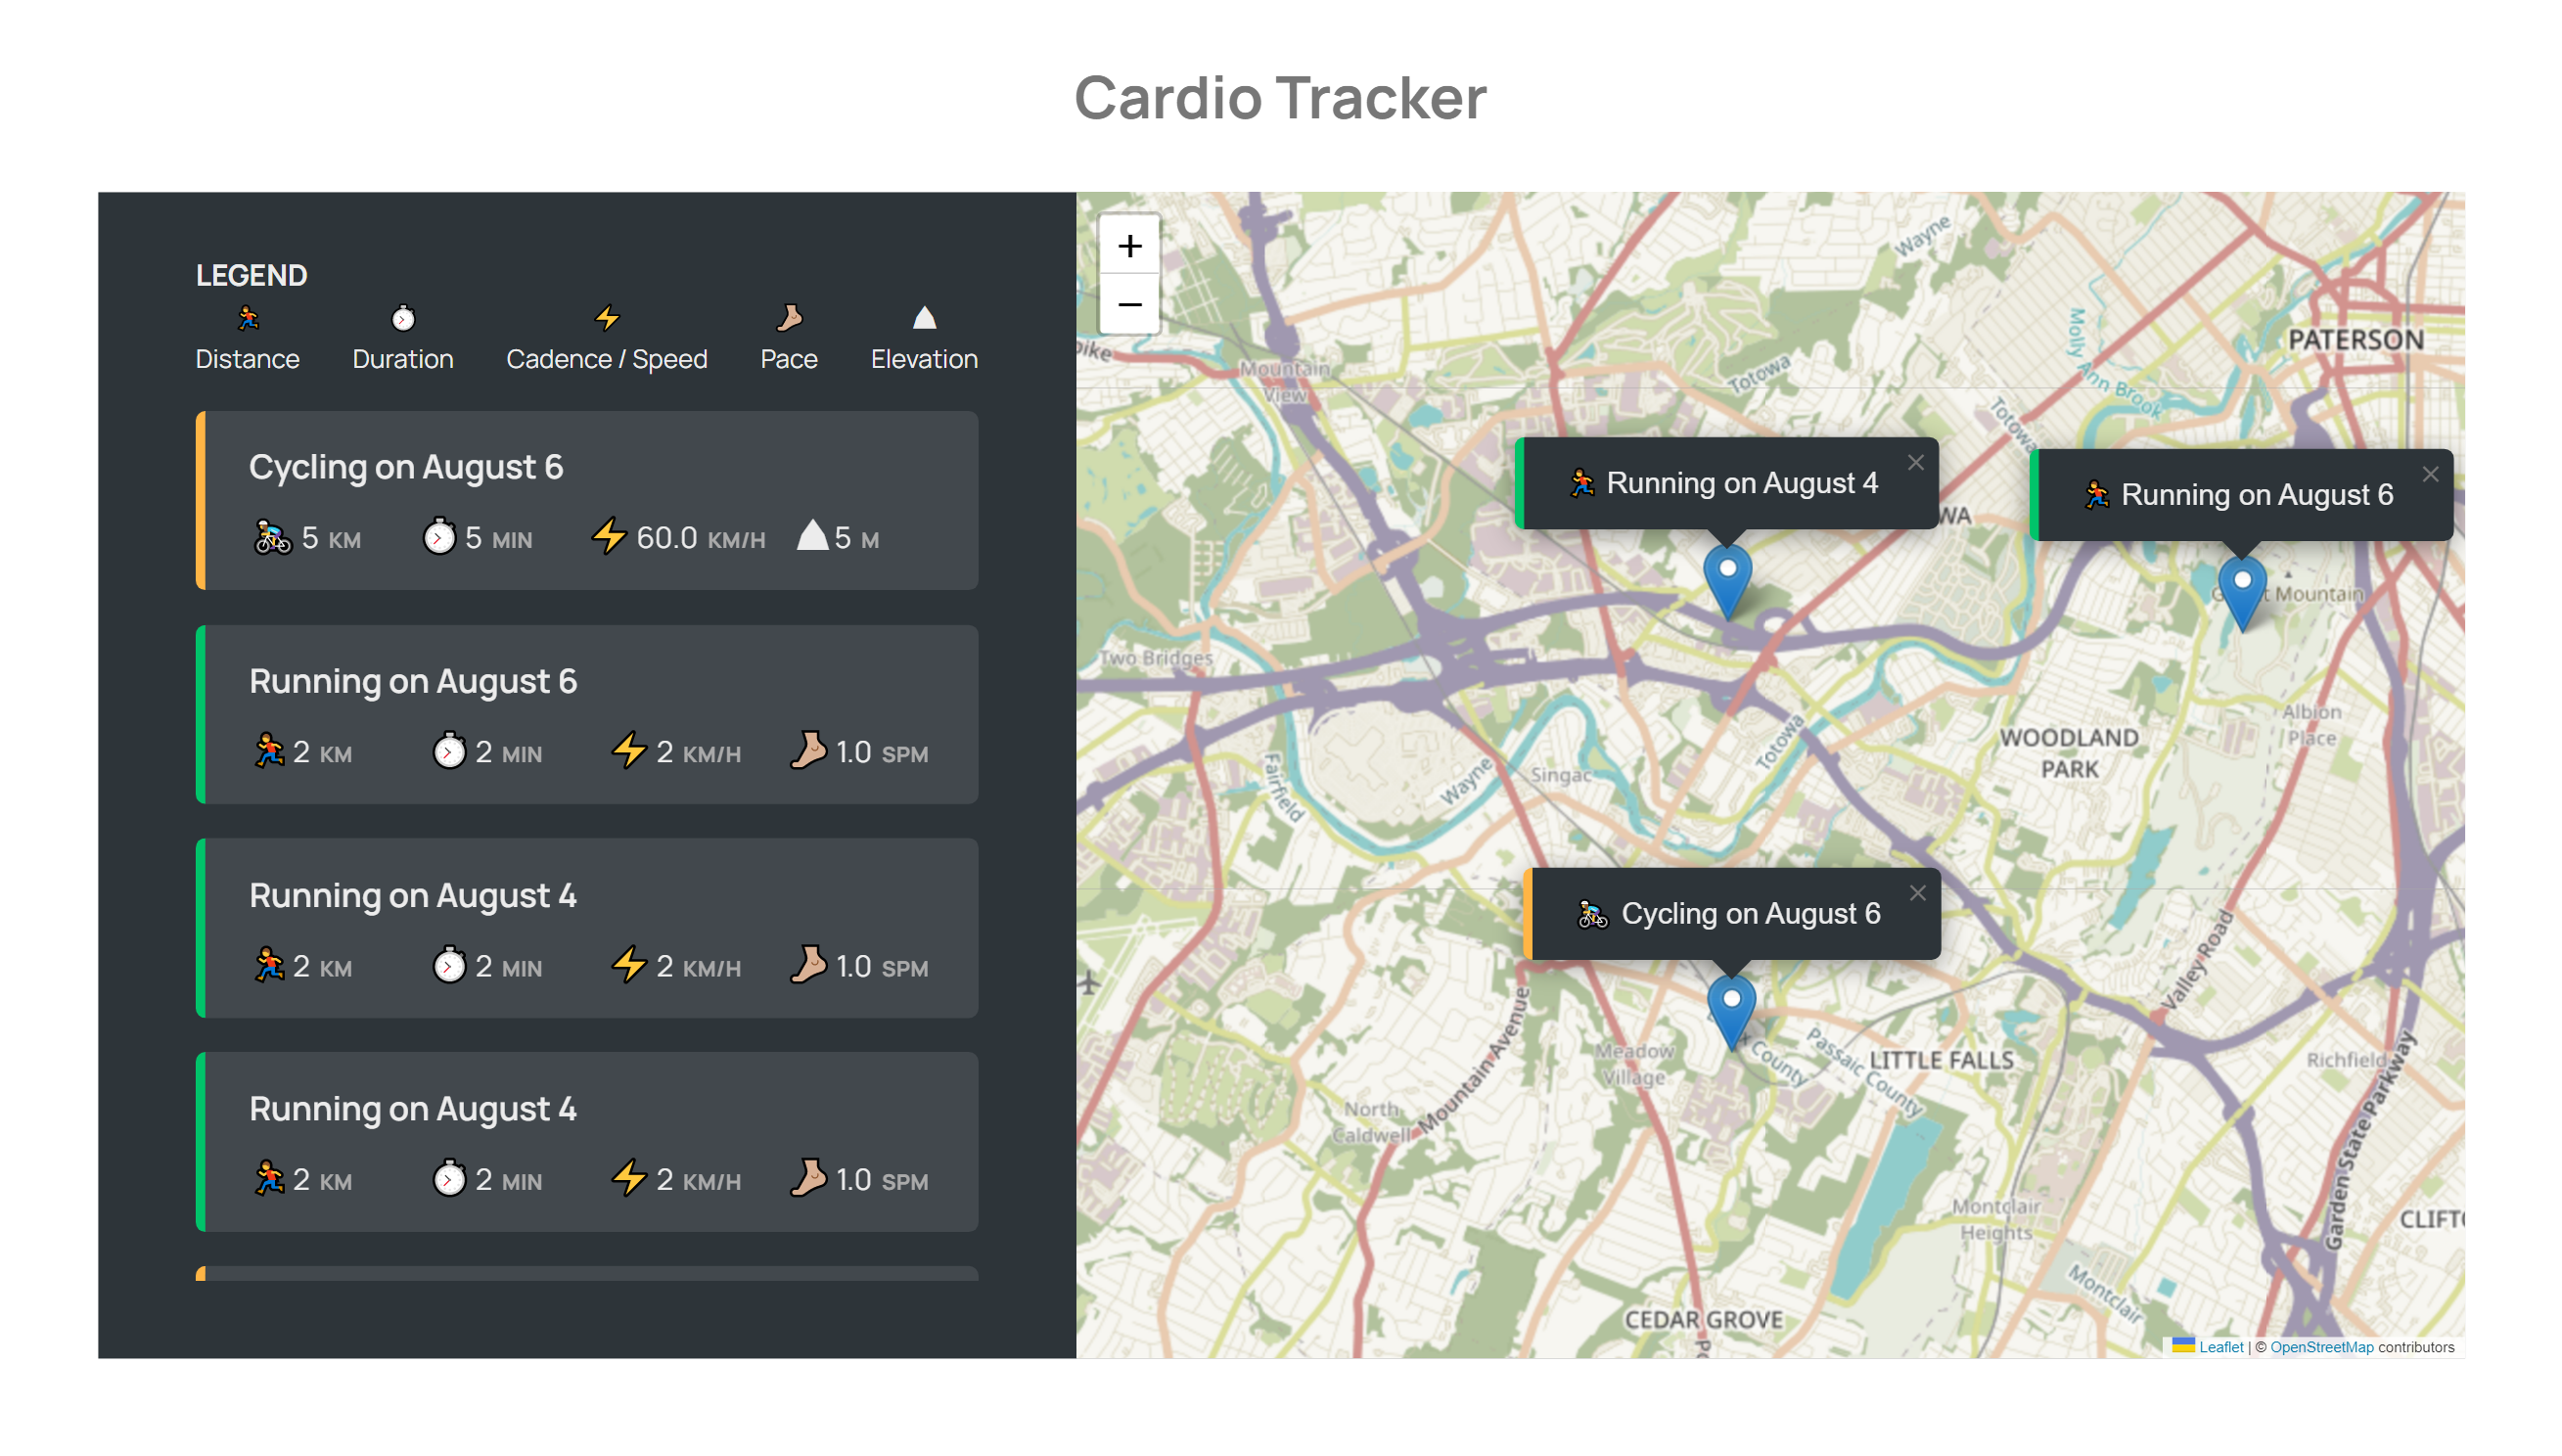 Cardio Tracker
LEGEND
Distance Duration Cadence / Speed Pace Elevation
Cycling on August 6
5 KM 5 MIN 60.0 KM/H 5 M
Running on August 6
2 KM 2 MIN 2 KM/H 1.0 SPM
Running on August 4
2 KM 2 MIN 2 KM/H 1.0 SPM
Running on August 4
2 KM 2 MIN 2 KM/H 1.0 SPM
+
−
Wayne
Molly Ann Brook
PATERSON
Mountain
View
Totowa
Totowa
Running on August 4 ×
Running on August 6 ×
Mountain
Two Bridges
Albion
Place
WOODLAND
PARK
Totowa
Wayne
Singac
Fairfield
Cycling on August 6 ×
Valley Road
Mountain Avenue
Meadow
Village
County
Passaic County
LITTLE FALLS
Richfield
North
Caldwell
Garden State Parkway
Montclair
Heights
Montclair
CEDAR GROVE
Leaflet | © OpenStreetMap contributors